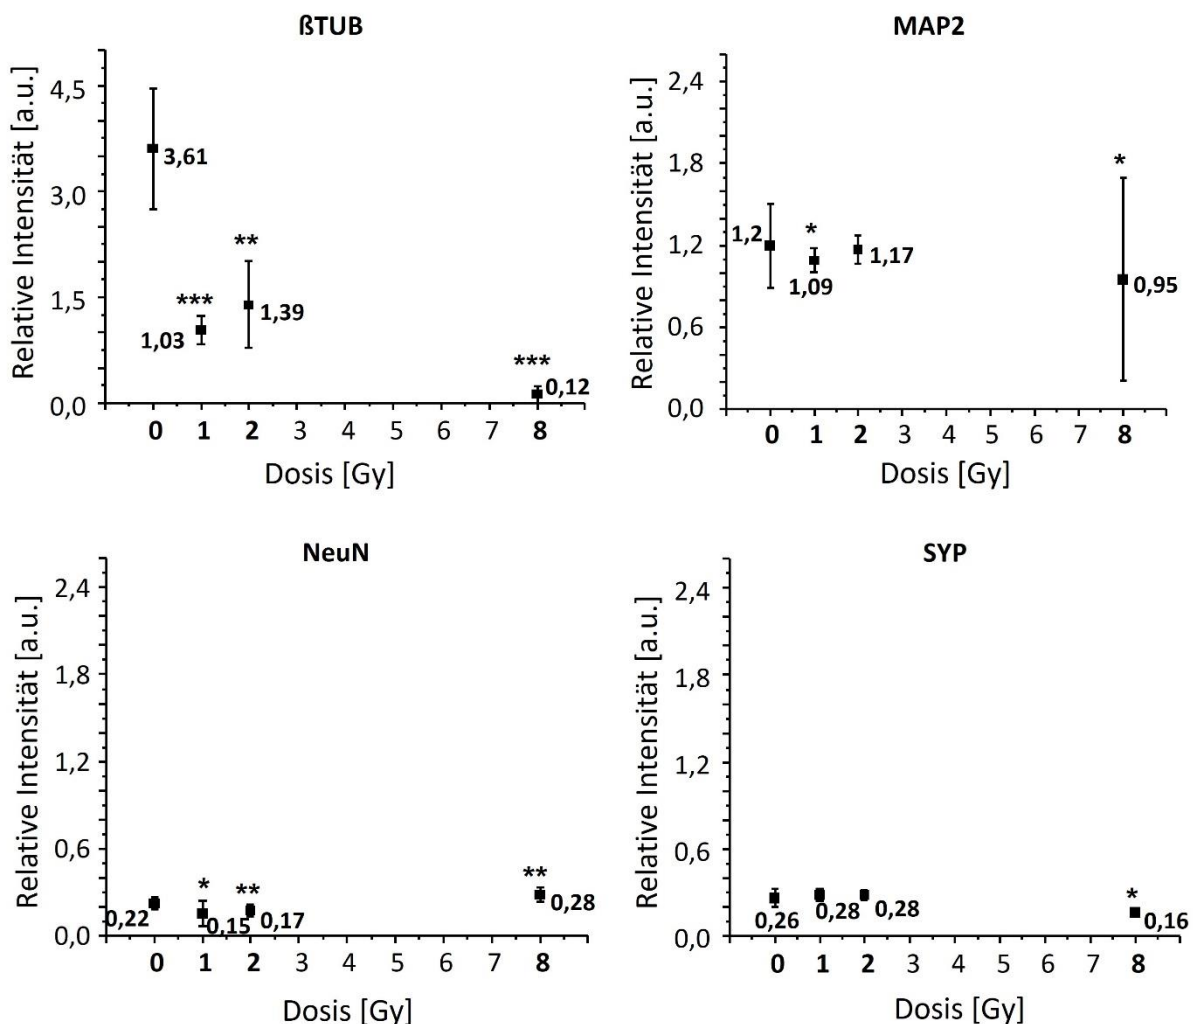 ßTUB
Relative Intensität [a.u.]
4,5
3,0
1,5
0,0
3,61
***
1,03
**
1,39
***
0,12
0 1 2 3 4 5 6 7 8
Dosis [Gy]
MAP2
Relative Intensität [a.u.]
2,4
1,8
1,2
0,6
0,0
1,2
*
1,09
1,17
*
0,95
0 1 2 3 4 5 6 7 8
Dosis [Gy]
NeuN
Relative Intensität [a.u.]
2,4
1,8
1,2
0,6
0,0
0,22
*
0,15
**
0,17
**
0,28
0 1 2 3 4 5 6 7 8
Dosis [Gy]
SYP
Relative Intensität [a.u.]
2,4
1,8
1,2
0,6
0,0
0,26
0,28
0,28
*
0,16
0 1 2 3 4 5 6 7 8
Dosis [Gy]